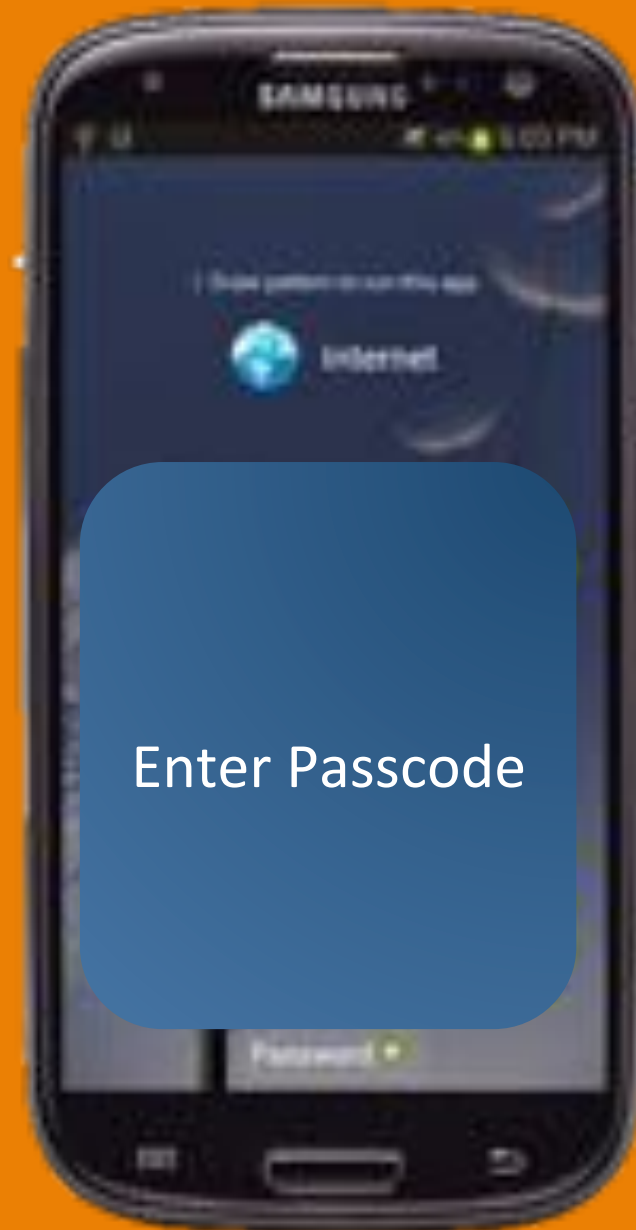 SAMSUNG
Draw pattern to run this app
Internet
Enter Passcode
Password